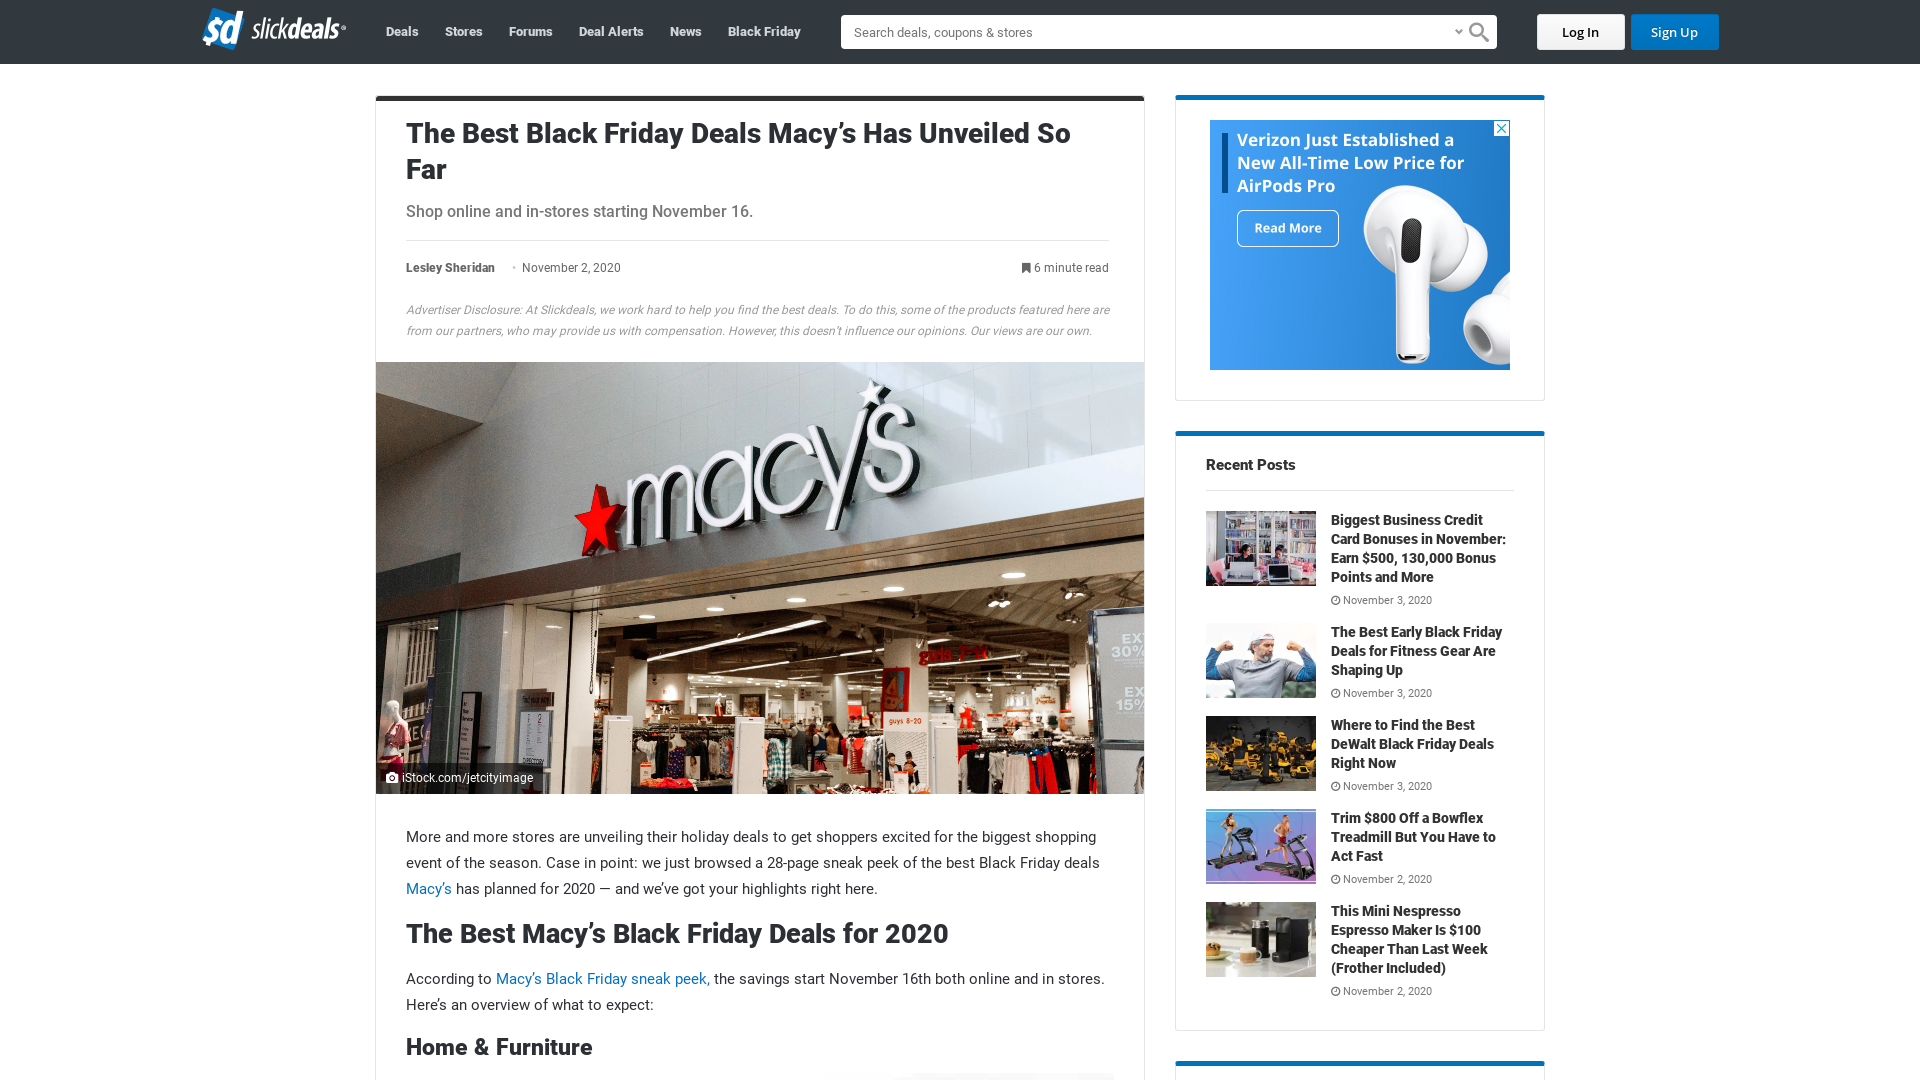 $d slickdeals®
Deals
Stores
Forums
Deal Alerts
News
Black Friday
Search deals, coupons & stores
Log In
Sign Up
The Best Black Friday Deals Macy’s Has Unveiled So
Far
Shop online and in-stores starting November 16.
Lesley Sheridan • November 2, 2020
6 minute read
Advertiser Disclosure: At Slickdeals, we work hard to help you find the best deals. To do this, some of the products featured here are
from our partners, who may provide us with compensation. However, this doesn’t influence our opinions. Our views are our own.
macy’s
girls 7-16
guys 8-20
30%
15%
DIRECTORY
iStock.com/jetcityimage
More and more stores are unveiling their holiday deals to get shoppers excited for the biggest shopping
event of the season. Case in point: we just browsed a 28-page sneak peek of the best Black Friday deals
Macy’s has planned for 2020 — and we’ve got your highlights right here.
The Best Macy’s Black Friday Deals for 2020
According to Macy’s Black Friday sneak peek, the savings start November 16th both online and in stores.
Here’s an overview of what to expect:
Home & Furniture
Verizon Just Established a
New All-Time Low Price for
AirPods Pro
Read More
Recent Posts
Biggest Business Credit
Card Bonuses in November:
Earn $500, 130,000 Bonus
Points and More
November 3, 2020
The Best Early Black Friday
Deals for Fitness Gear Are
Shaping Up
November 3, 2020
Where to Find the Best
DeWalt Black Friday Deals
Right Now
November 3, 2020
Trim $800 Off a Bowflex
Treadmill But You Have to
Act Fast
November 2, 2020
This Mini Nespresso
Espresso Maker Is $100
Cheaper Than Last Week
(Frother Included)
November 2, 2020